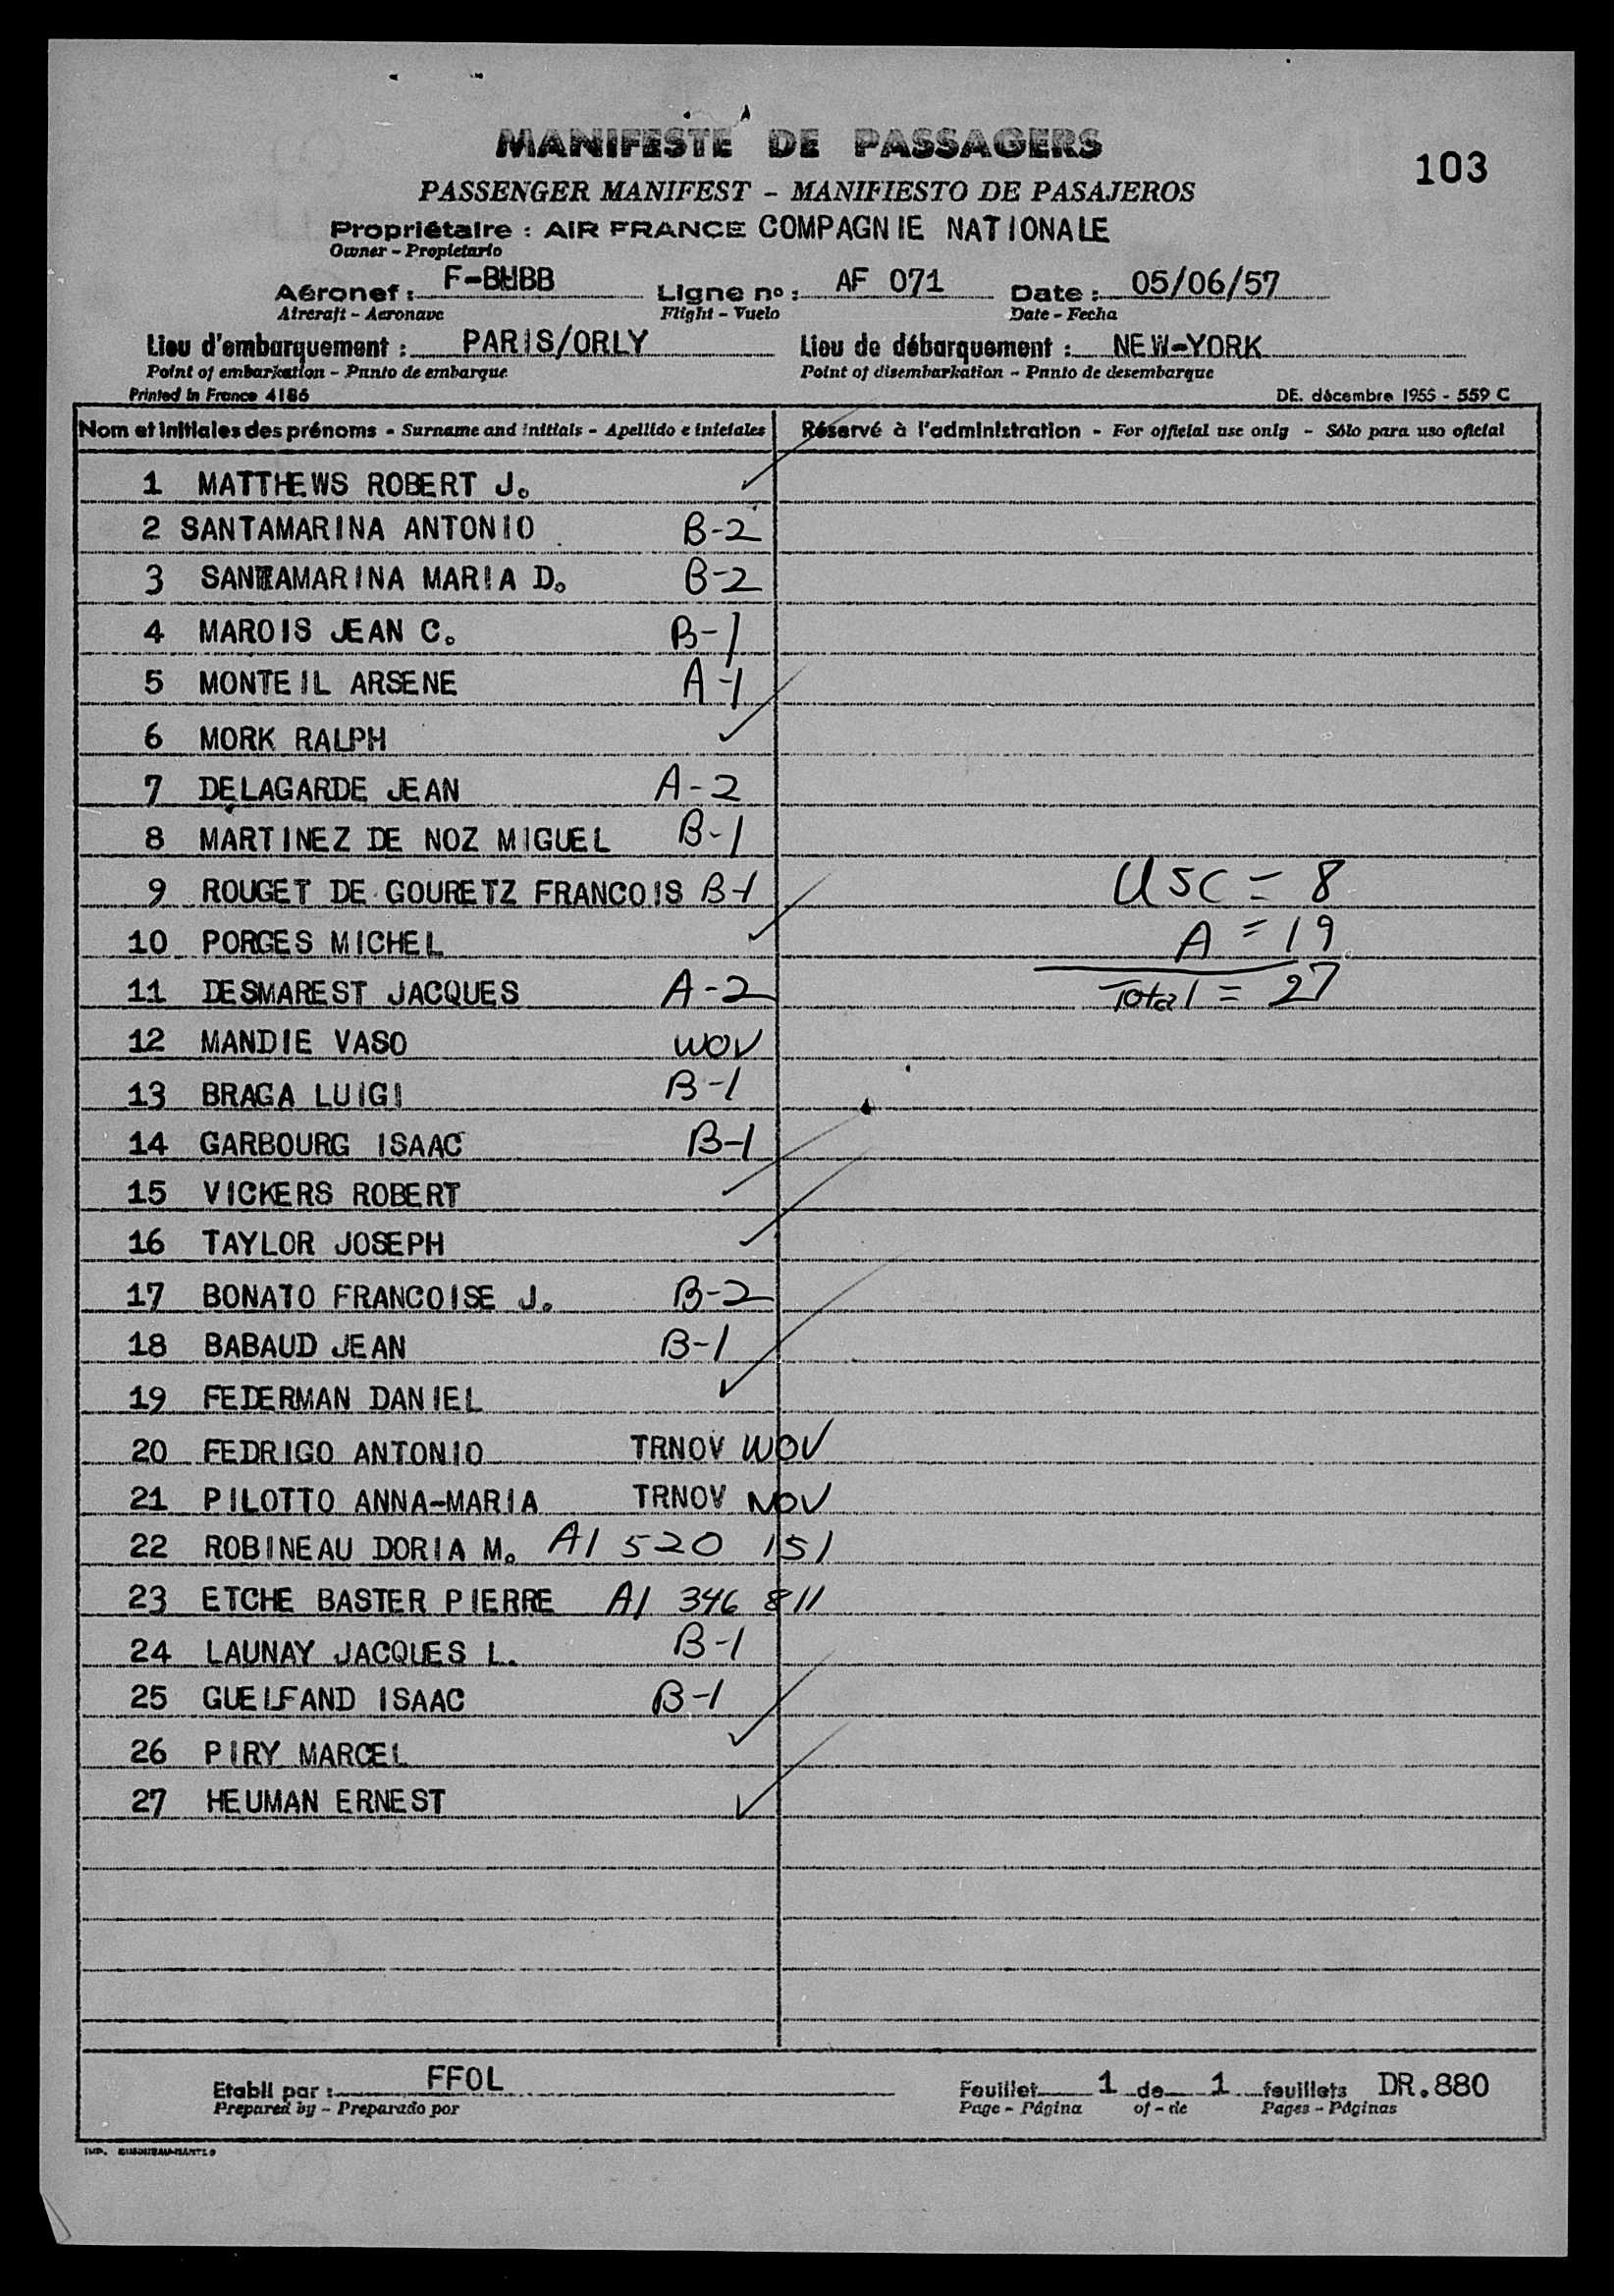 MANIFESTE DE PASSAGERS
103
PASSENGER MANIFEST - MANIFIESTO DE PASAJEROS
Propriétaire : AIR FRANCE COMPAGNIE NATIONALE
Owner - Propietario
Aéronef : F-BHBB Ligne nº : AF 071 Date : 05/06/57
Aircraft - Aeronave Flight - Vuelo Date - Fecha
Lieu d'embarquement : PARIS/ORLY Lieu de débarquement : NEW-YORK
Point of embarkation - Punto de embarque Point of disembarkation - Punto de desembarque
Printed in France 4186 DE. décembre 1955 - 559 C
Nom et initiales des prénoms - Surname and initials - Apellido e iniciales Réservé à l'administration - For official use only - Sólo para uso oficial
1 MATTHEWS ROBERT J. ✓
2 SANTAMARINA ANTONIO B-2
3 SANTAMARINA MARIA D. B-2
4 MAROIS JEAN C. B-1
5 MONTEIL ARSENE A-1
6 MORK RALPH ✓
7 DELAGARDE JEAN A-2
8 MARTINEZ DE NOZ MIGUEL B-1
9 ROUGET DE GOURETZ FRANCOIS B-1 USC = 8
10 PORGES MICHEL ✓ A = 19
11 DESMAREST JACQUES A-2 Total = 27
12 MANDIE VASO WOV
13 BRAGA LUIGI B-1
14 GARBOURG ISAAC B-1
15 VICKERS ROBERT ✓
16 TAYLOR JOSEPH ✓
17 BONATO FRANCOISE J. B-2
18 BABAUD JEAN B-1
19 FEDERMAN DANIEL ✓
20 FEDRIGO ANTONIO TRNOV WOV
21 PILOTTO ANNA-MARIA TRNOV NOV
22 ROBINEAU DORIA M. A1 520 151
23 ETCHE BASTER PIERRE A1 346 811
24 LAUNAY JACQUES L. B-1
25 GUELFAND ISAAC B-1
26 PIRY MARCEL ✓
27 HEUMAN ERNEST ✓
Etabli par : FFOL Feuillet 1 de 1 feuillets DR.880
Prepared by - Preparado por Page - Página of - de Pages - Páginas
IMP.